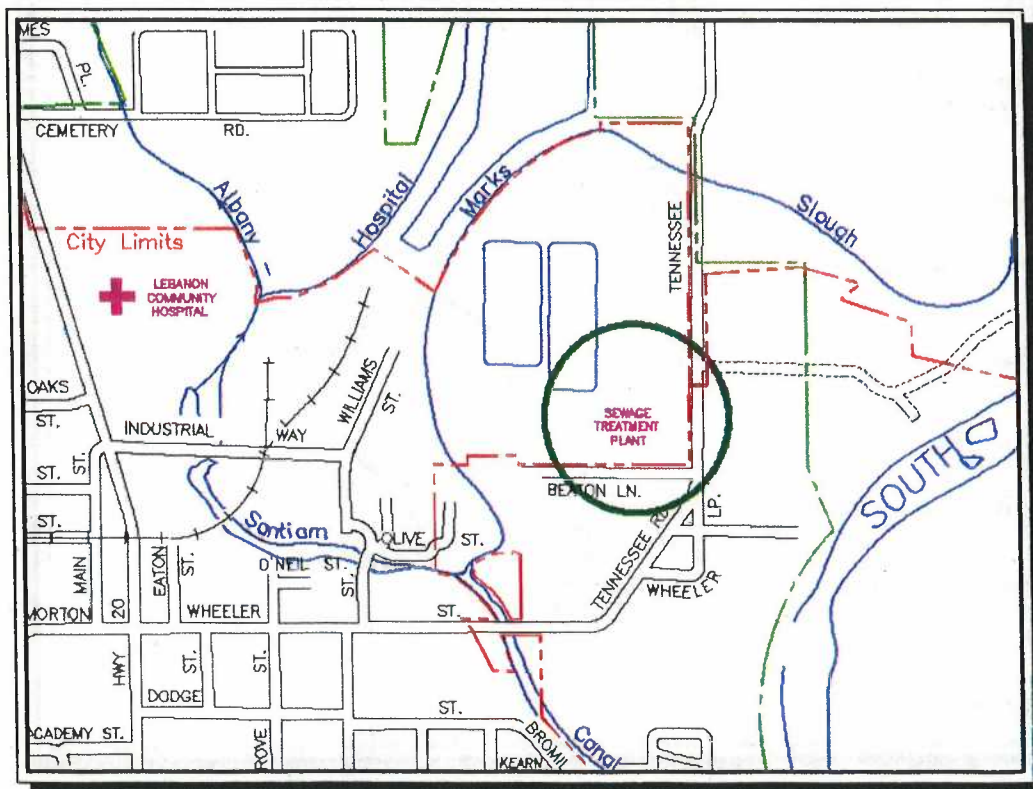 MES
PL.
CEMETERY RD.
Albany
Hospital
Marks
Slough
TENNESSEE
City Limits
LEBANON
COMMUNITY
HOSPITAL
OAKS
ST.
INDUSTRIAL WAY
WILLIAMS
ST.
SEWAGE
TREATMENT
PLANT
BEATON LN.
SOUTH
ST.
ST.
ST.
Santiam
OLIVE ST.
O'NEIL ST.
TENNESSEE RD.
LP.
WHEELER
MAIN
EATON
ST.
ST.
MORTON
20
WHEELER
ST.
HWY
ST.
ST.
DODGE
ST.
ACADEMY ST.
ROVE
BROMIL
KEARN
Canal